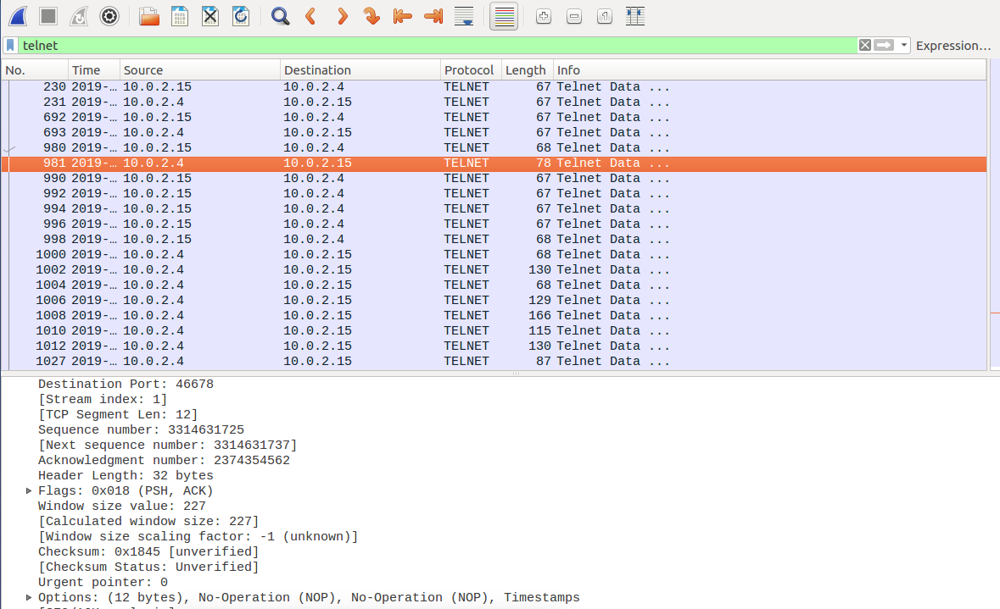 telnet Expression…
No. Time Source Destination Protocol Length Info
230 2019-… 10.0.2.15 10.0.2.4 TELNET 67 Telnet Data ...
231 2019-… 10.0.2.4 10.0.2.15 TELNET 67 Telnet Data ...
692 2019-… 10.0.2.15 10.0.2.4 TELNET 67 Telnet Data ...
693 2019-… 10.0.2.4 10.0.2.15 TELNET 67 Telnet Data ...
980 2019-… 10.0.2.15 10.0.2.4 TELNET 68 Telnet Data ...
981 2019-… 10.0.2.4 10.0.2.15 TELNET 78 Telnet Data ...
990 2019-… 10.0.2.15 10.0.2.4 TELNET 67 Telnet Data ...
992 2019-… 10.0.2.15 10.0.2.4 TELNET 67 Telnet Data ...
994 2019-… 10.0.2.15 10.0.2.4 TELNET 67 Telnet Data ...
996 2019-… 10.0.2.15 10.0.2.4 TELNET 67 Telnet Data ...
998 2019-… 10.0.2.15 10.0.2.4 TELNET 68 Telnet Data ...
1000 2019-… 10.0.2.4 10.0.2.15 TELNET 68 Telnet Data ...
1002 2019-… 10.0.2.4 10.0.2.15 TELNET 130 Telnet Data ...
1004 2019-… 10.0.2.4 10.0.2.15 TELNET 68 Telnet Data ...
1006 2019-… 10.0.2.4 10.0.2.15 TELNET 129 Telnet Data ...
1008 2019-… 10.0.2.4 10.0.2.15 TELNET 166 Telnet Data ...
1010 2019-… 10.0.2.4 10.0.2.15 TELNET 115 Telnet Data ...
1012 2019-… 10.0.2.4 10.0.2.15 TELNET 130 Telnet Data ...
1027 2019-… 10.0.2.4 10.0.2.15 TELNET 87 Telnet Data ...
Destination Port: 46678
[Stream index: 1]
[TCP Segment Len: 12]
Sequence number: 3314631725
[Next sequence number: 3314631737]
Acknowledgment number: 2374354562
Header Length: 32 bytes
Flags: 0x018 (PSH, ACK)
Window size value: 227
[Calculated window size: 227]
[Window size scaling factor: -1 (unknown)]
Checksum: 0x1845 [unverified]
[Checksum Status: Unverified]
Urgent pointer: 0
Options: (12 bytes), No-Operation (NOP), No-Operation (NOP), Timestamps